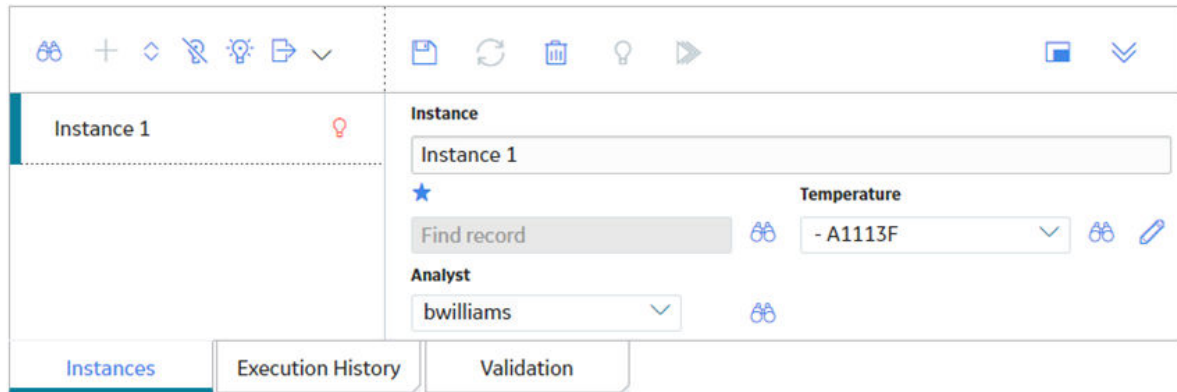 Instance 1
Instance
Instance 1
Temperature
Find record
- A1113F
Analyst
bwilliams
Instances
Execution History
Validation